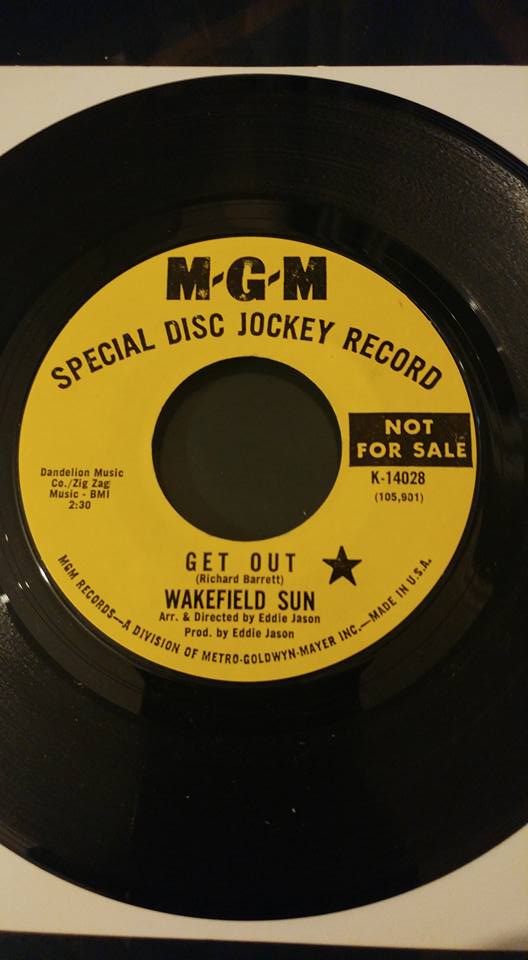 M-G-M
SPECIAL DISC JOCKEY RECORD
NOT
FOR SALE
K-14028
(105,901)
Dandelion Music
Co./Zig Zag
Music - BMI
2:30
GET OUT
(Richard Barrett)
WAKEFIELD SUN
Arr. & Directed by Eddie Jason
Prod. by Eddie Jason
MGM RECORDS—A DIVISION OF METRO-GOLDWYN-MAYER INC.—MADE IN U.S.A.